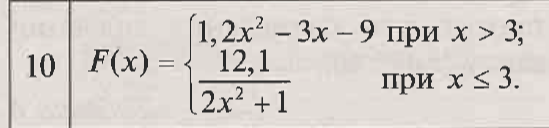 10 F(x) = { 1,2x² − 3x − 9 при x > 3;
12,1 / (2x² + 1) при x ≤ 3.